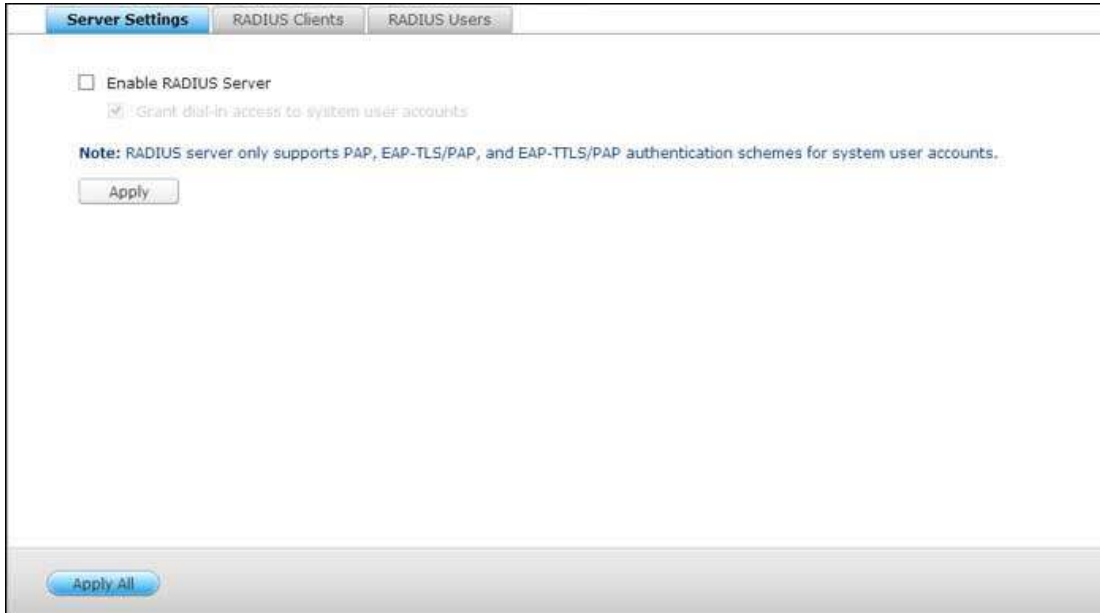 Server Settings RADIUS Clients RADIUS Users
Enable RADIUS Server
Grant dial-in access to system user accounts
Note: RADIUS server only supports PAP, EAP-TLS/PAP, and EAP-TTLS/PAP authentication schemes for system user accounts.
Apply
Apply All